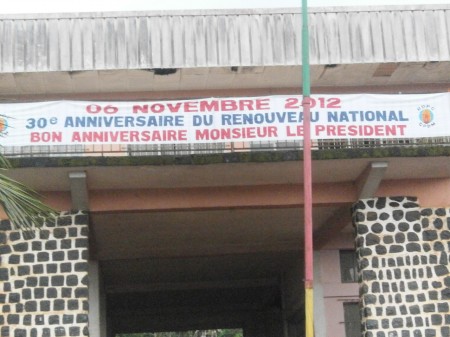 06 NOVEMBRE 2012
30e ANNIVERSAIRE DU RENOUVEAU NATIONAL
BON ANNIVERSAIRE MONSIEUR LE PRESIDENT